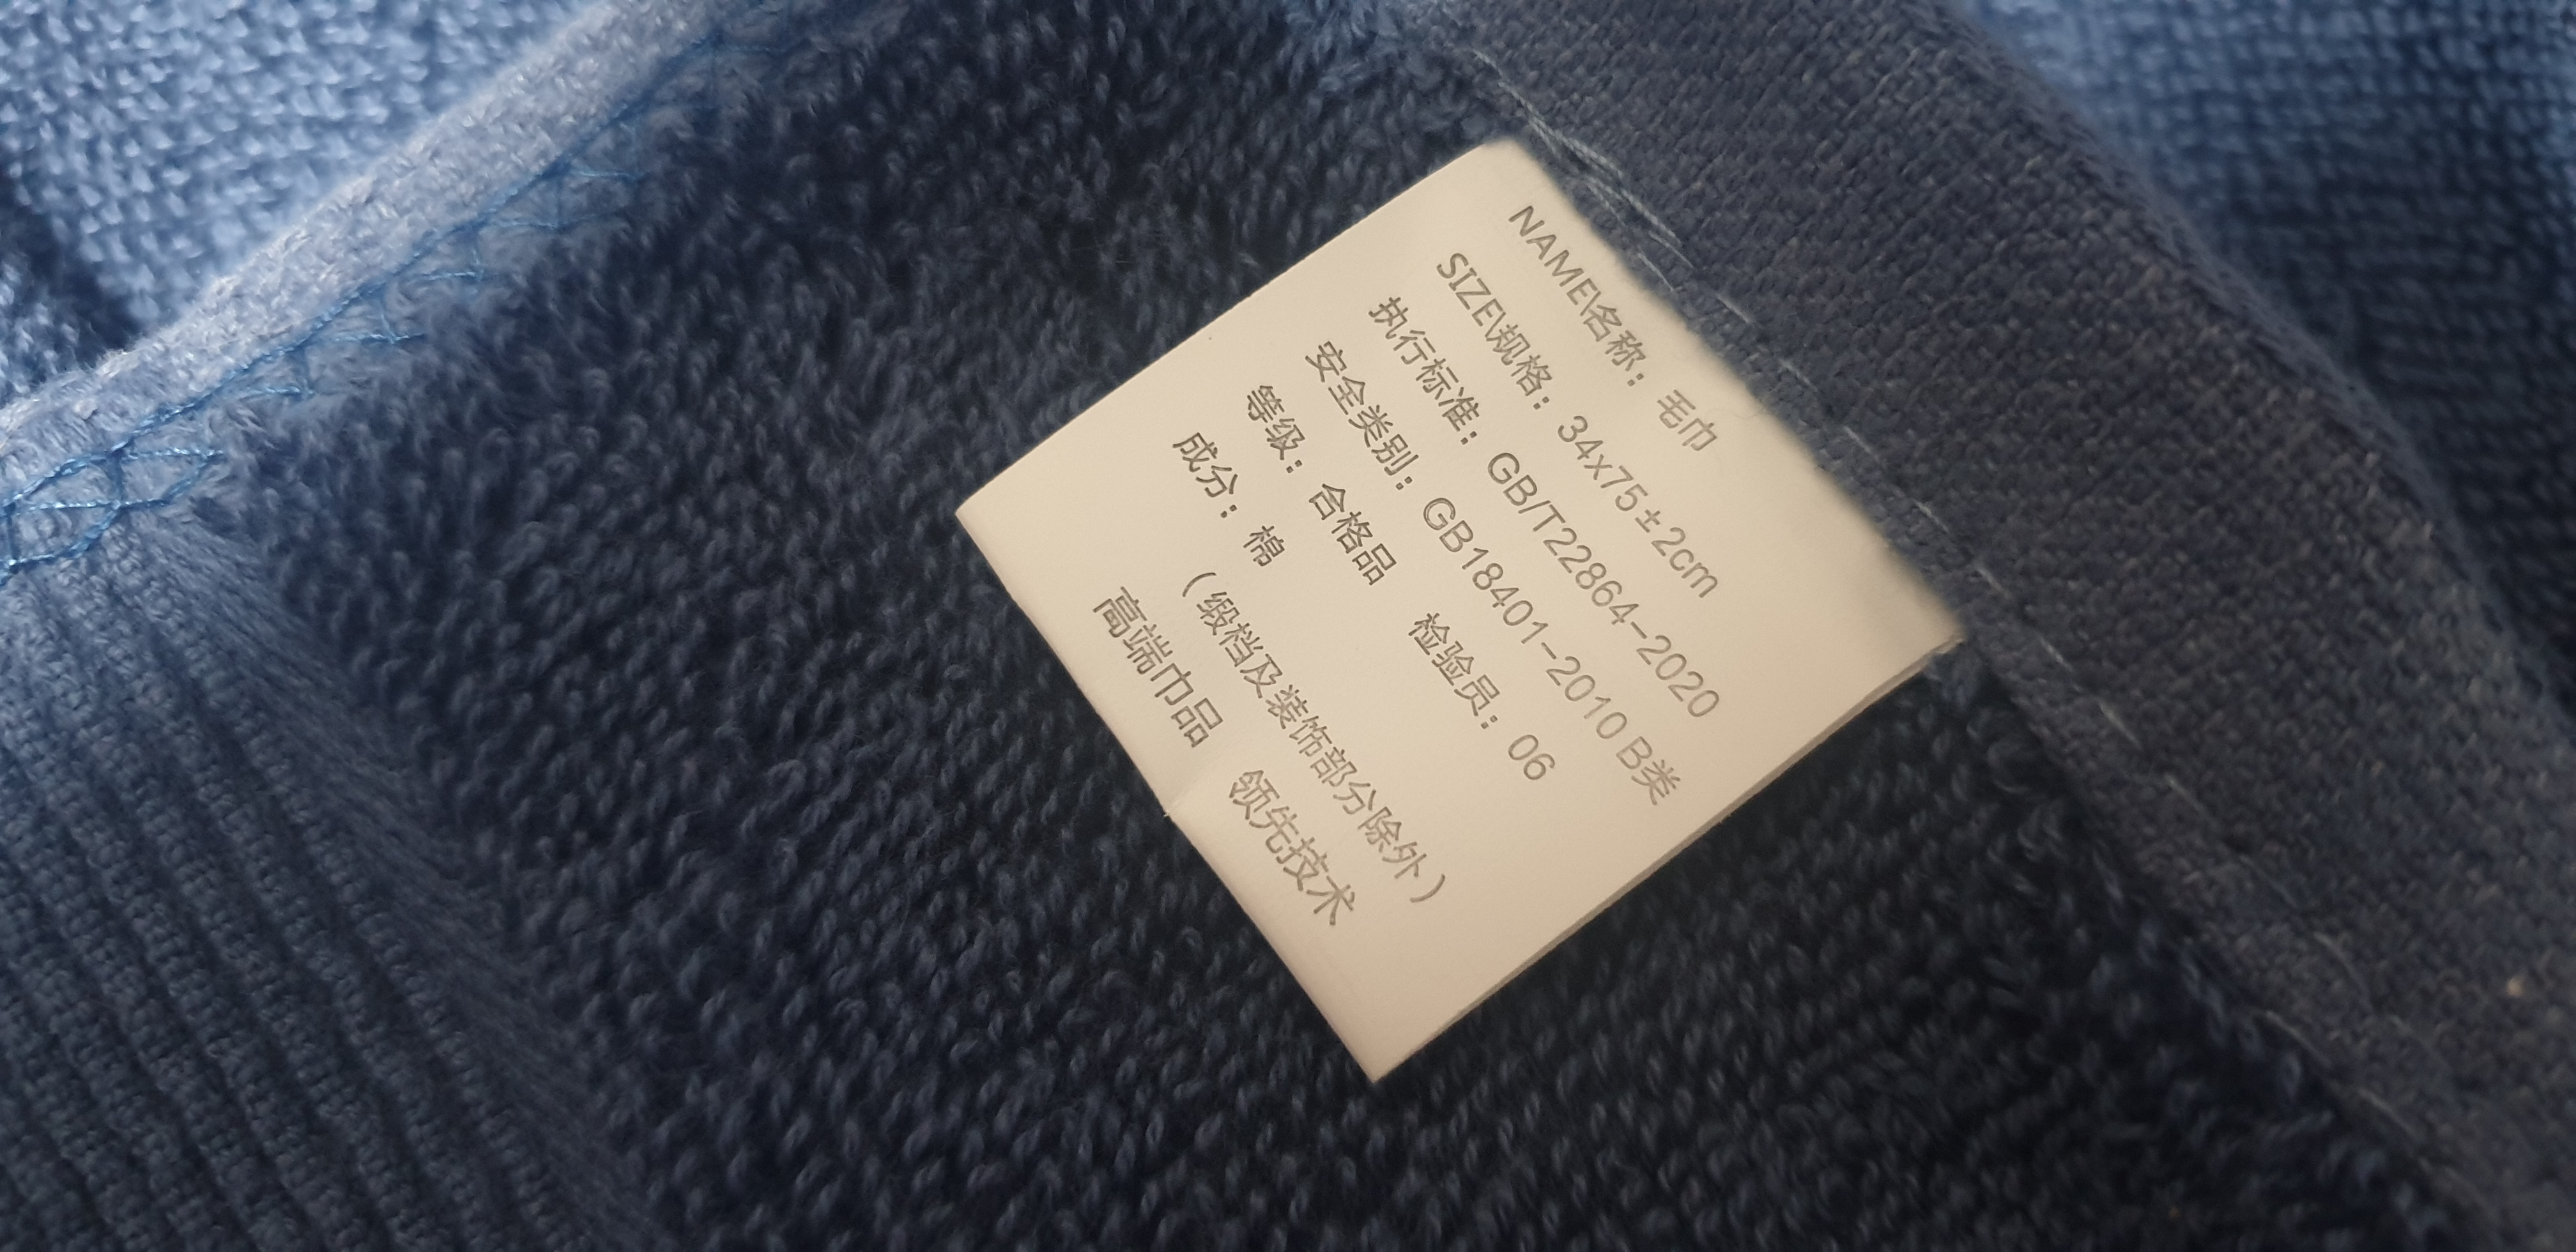 NAME\名称：毛巾
SIZE\规格：34x75±2cm
执行标准：GB/T22864-2020
安全类别：GB18401-2010 B类
等级：合格品 检验员：06
成分：棉
（缎档及装饰部分除外）
高端巾品 领先技术